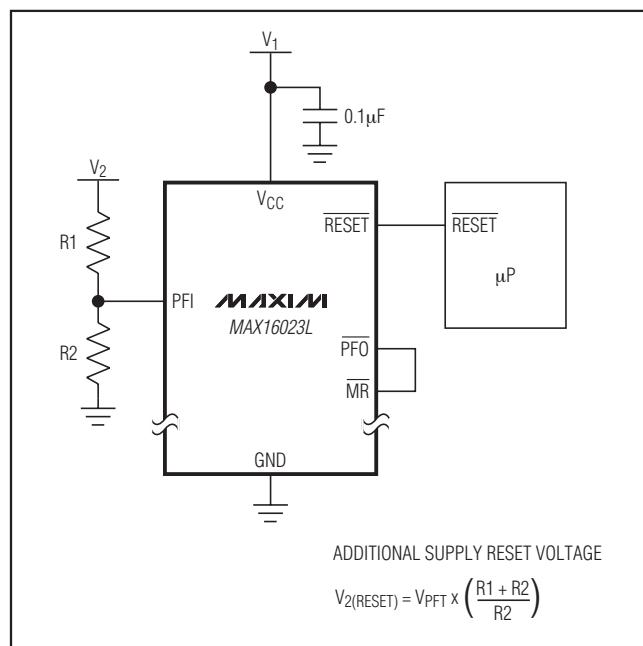 V1
0.1µF
V2
VCC
RESET
RESET
R1
µP
PFI
MAXIM
MAX16023L
R2
PFO
MR
GND
ADDITIONAL SUPPLY RESET VOLTAGE
V2(RESET) = VPFT x (R1 + R2 / R2)